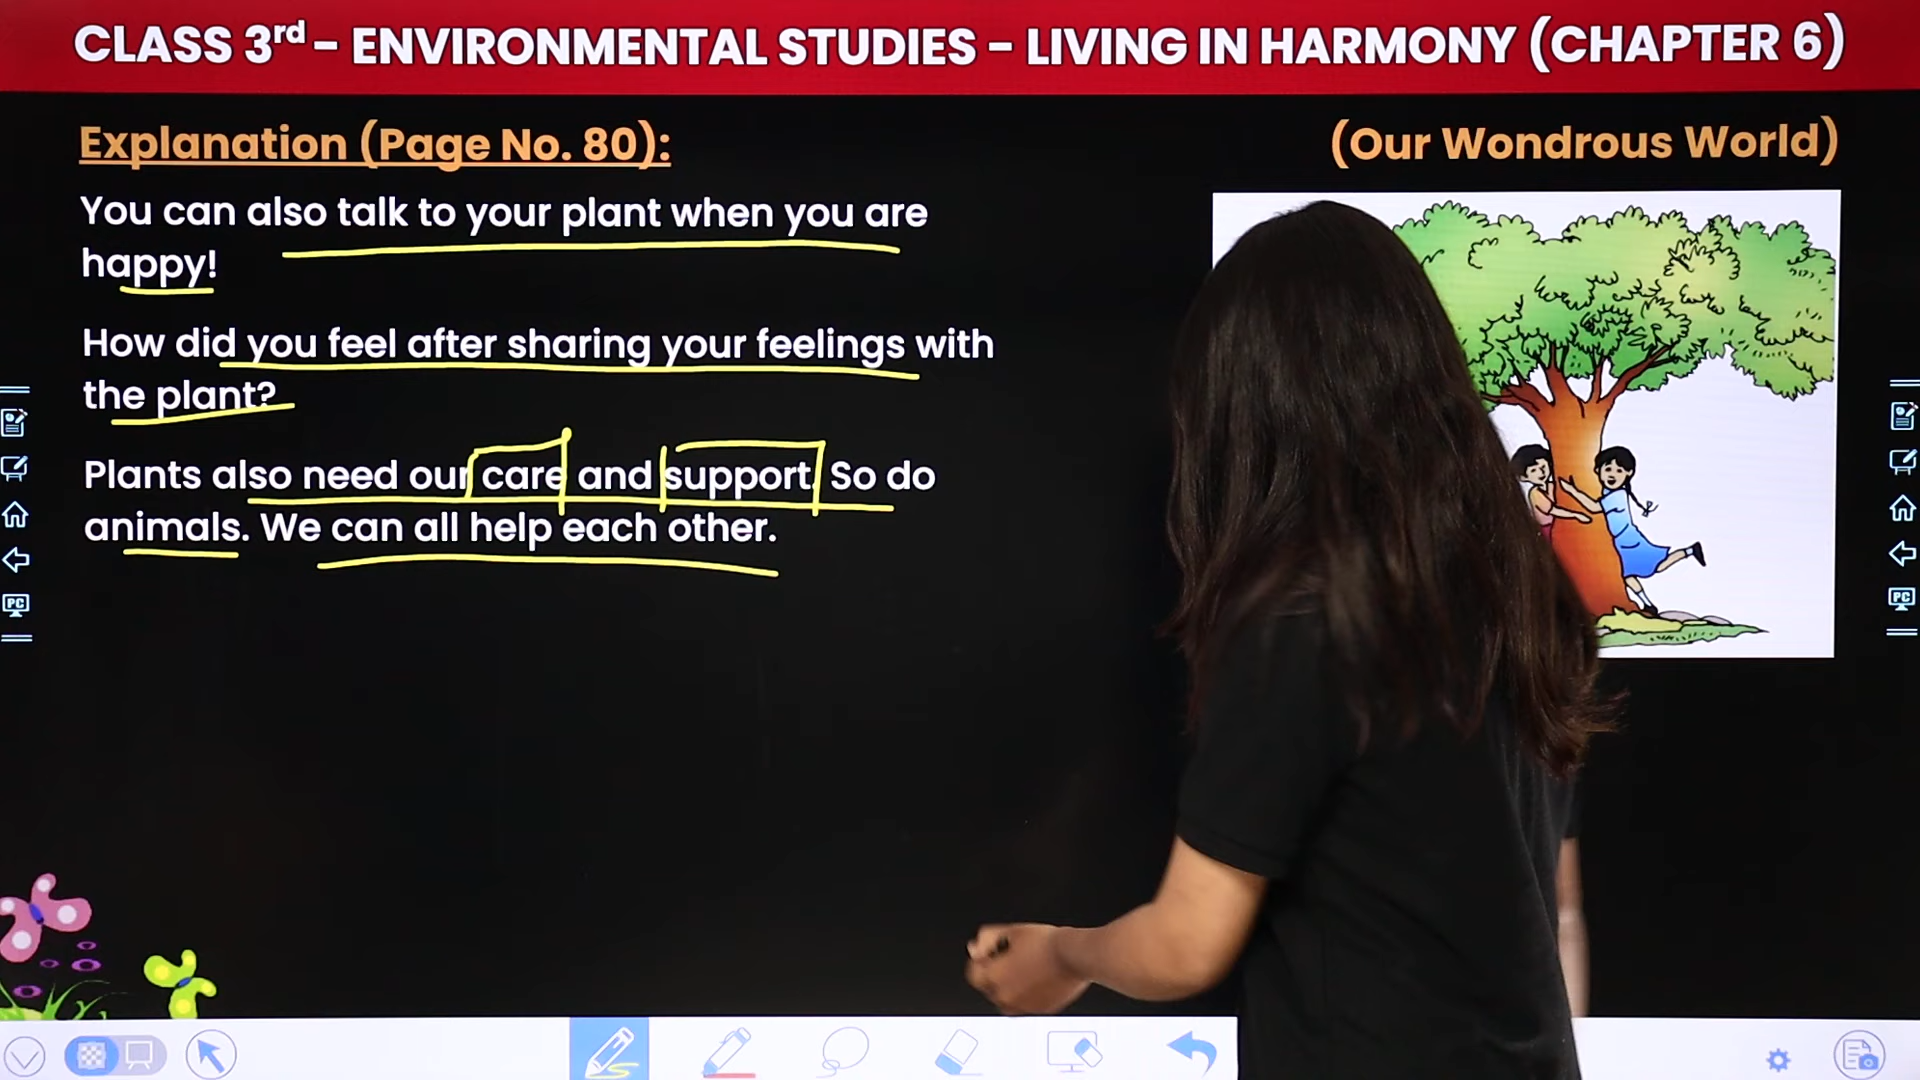 CLASS 3rd - ENVIRONMENTAL STUDIES - LIVING IN HARMONY (CHAPTER 6)
Explanation (Page No. 80):
(Our Wondrous World)
You can also talk to your plant when you are
happy!
How did you feel after sharing your feelings with
the plant?
Plants also need our care and support. So do
animals. We can all help each other.
PC
PC